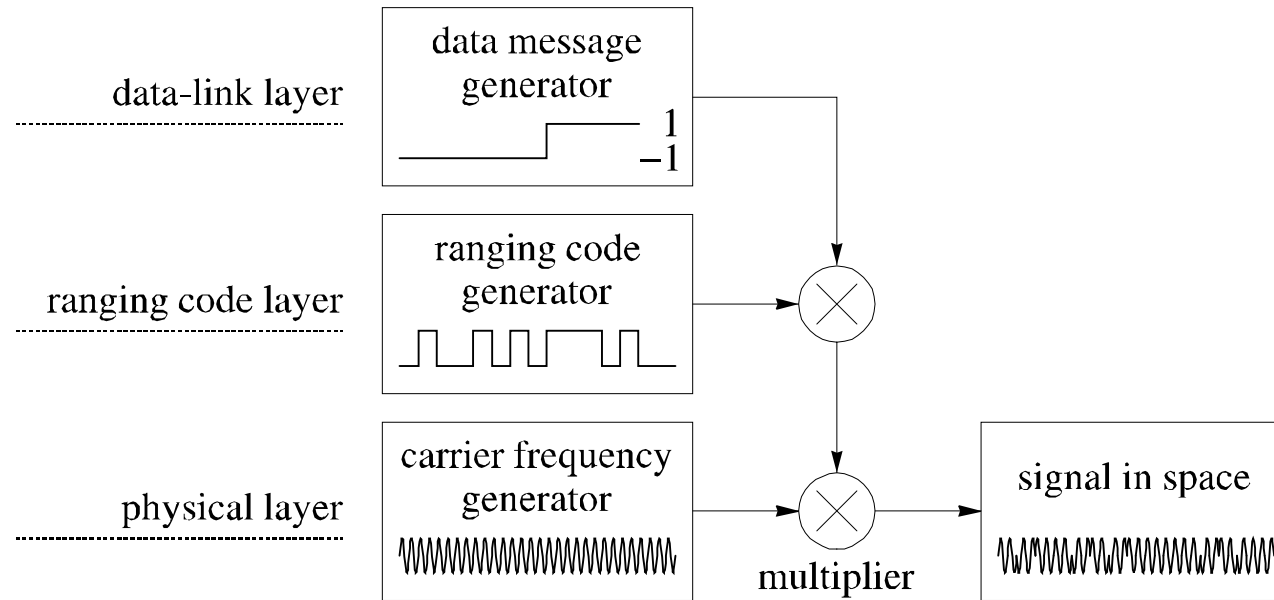 data message
generator
data-link layer
1
−1
ranging code
generator
ranging code layer
carrier frequency
generator
physical layer
signal in space
multiplier